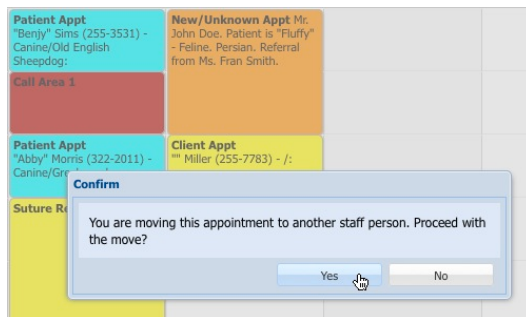 Patient Appt
"Benjy" Sims (255-3531) -
Canine/Old English
Sheepdog:
New/Unknown Appt Mr.
John Doe. Patient is "Fluffy"
- Feline. Persian. Referral
from Ms. Fran Smith.
Call Area 1
Patient Appt
"Abby" Morris (322-2011) -
Client Appt
"" Miller (255-7783) - /:
Suture
Confirm
You are moving this appointment to another staff person. Proceed with
the move?
Yes
No